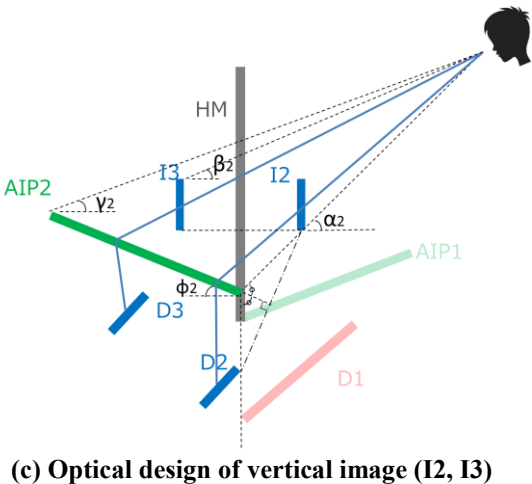 HM
β₂
I3
I2
AIP2
γ₂
α₂
AIP1
ϕ₂
D3
D2
D1
(c) Optical design of vertical image (I2, I3)